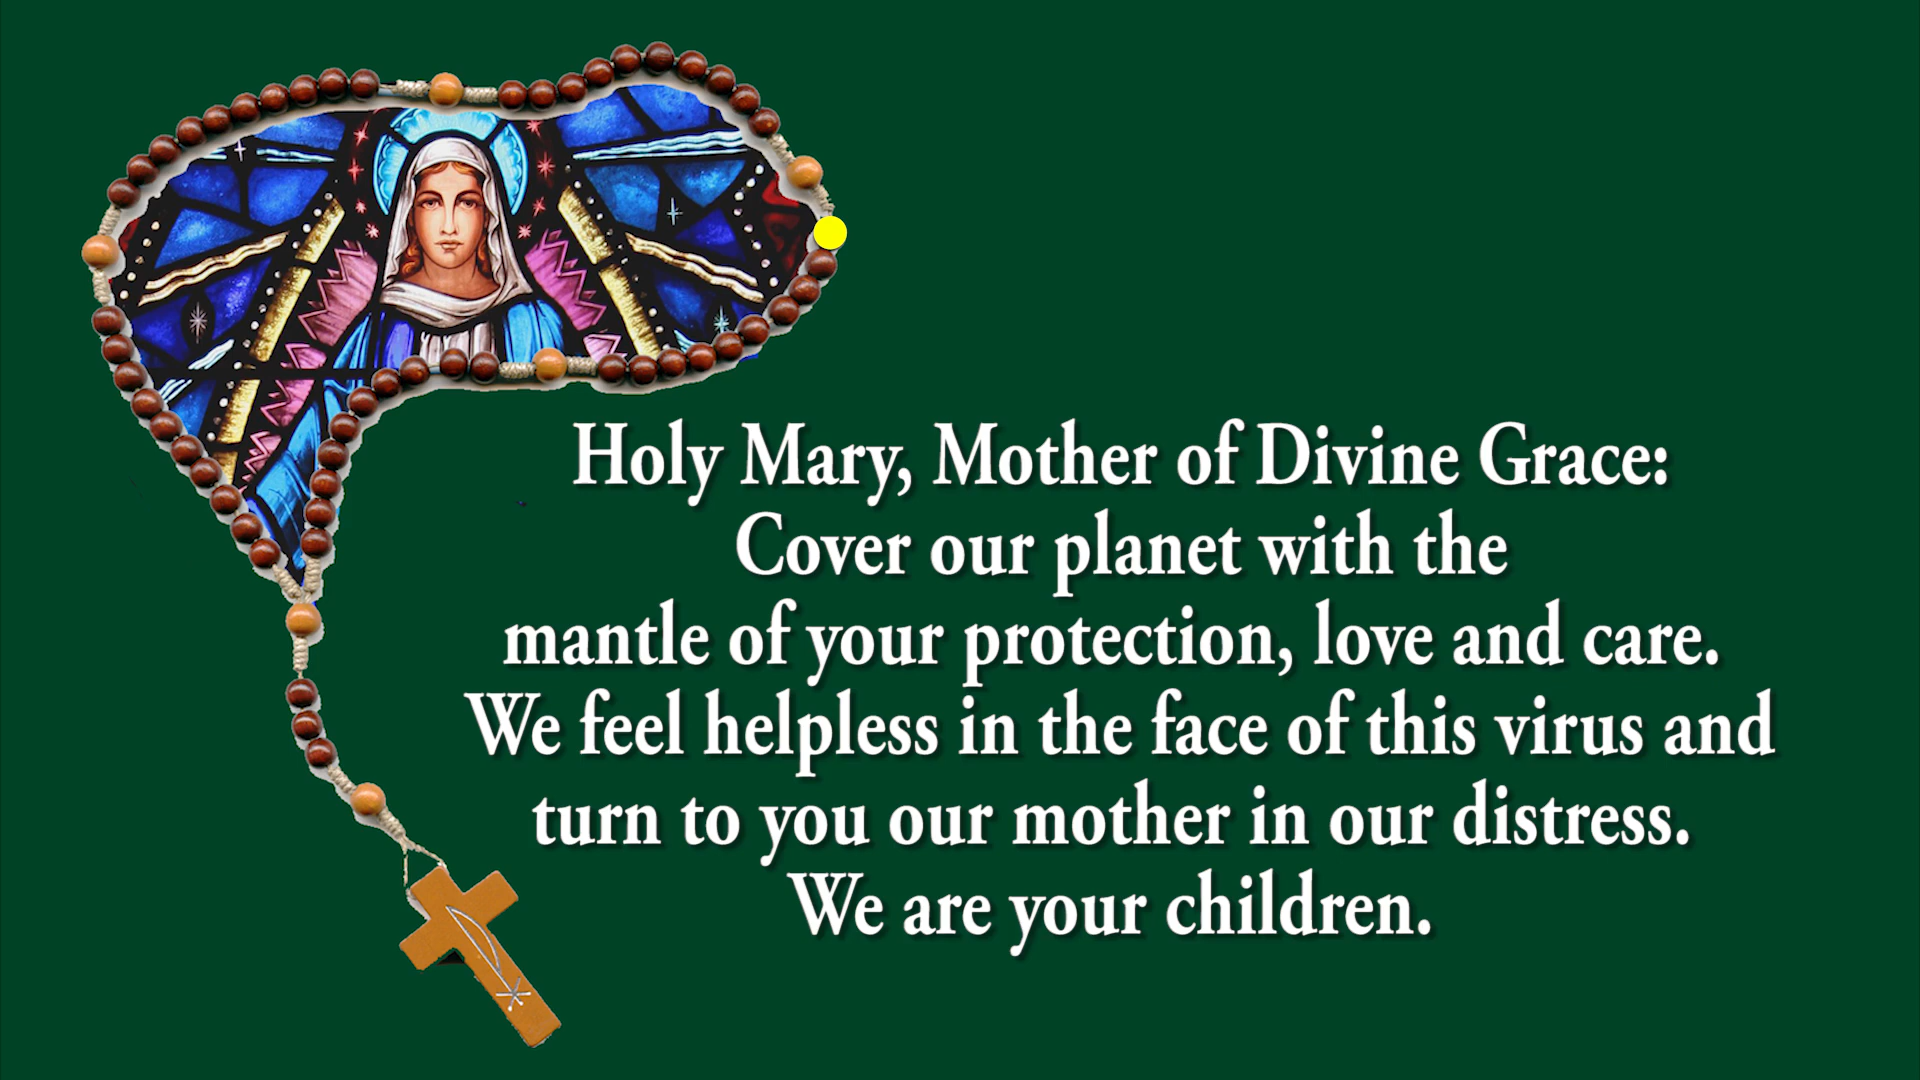 Holy Mary, Mother of Divine Grace:
Cover our planet with the
mantle of your protection, love and care.
We feel helpless in the face of this virus and
turn to you our mother in our distress.
We are your children.